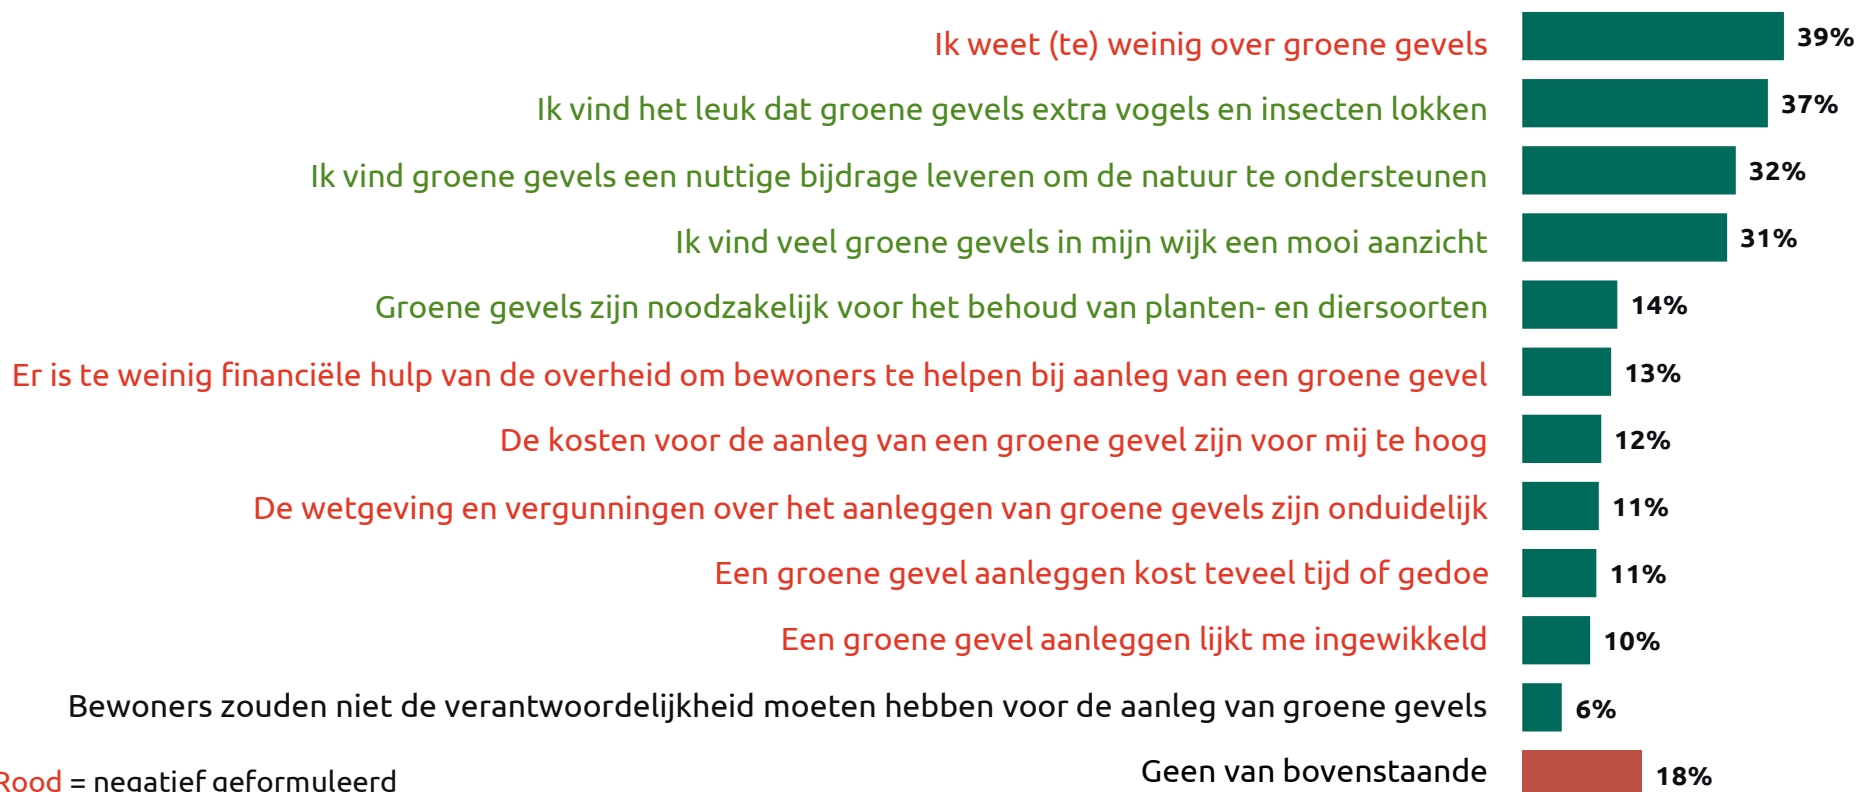 Ik weet (te) weinig over groene gevels 39%
Ik vind het leuk dat groene gevels extra vogels en insecten lokken 37%
Ik vind groene gevels een nuttige bijdrage leveren om de natuur te ondersteunen 32%
Ik vind veel groene gevels in mijn wijk een mooi aanzicht 31%
Groene gevels zijn noodzakelijk voor het behoud van planten- en diersoorten 14%
Er is te weinig financiële hulp van de overheid om bewoners te helpen bij aanleg van een groene gevel 13%
De kosten voor de aanleg van een groene gevel zijn voor mij te hoog 12%
De wetgeving en vergunningen over het aanleggen van groene gevels zijn onduidelijk 11%
Een groene gevel aanleggen kost teveel tijd of gedoe 11%
Een groene gevel aanleggen lijkt me ingewikkeld 10%
Bewoners zouden niet de verantwoordelijkheid moeten hebben voor de aanleg van groene gevels 6%
Geen van bovenstaande 18%
Rood = negatief geformuleerd